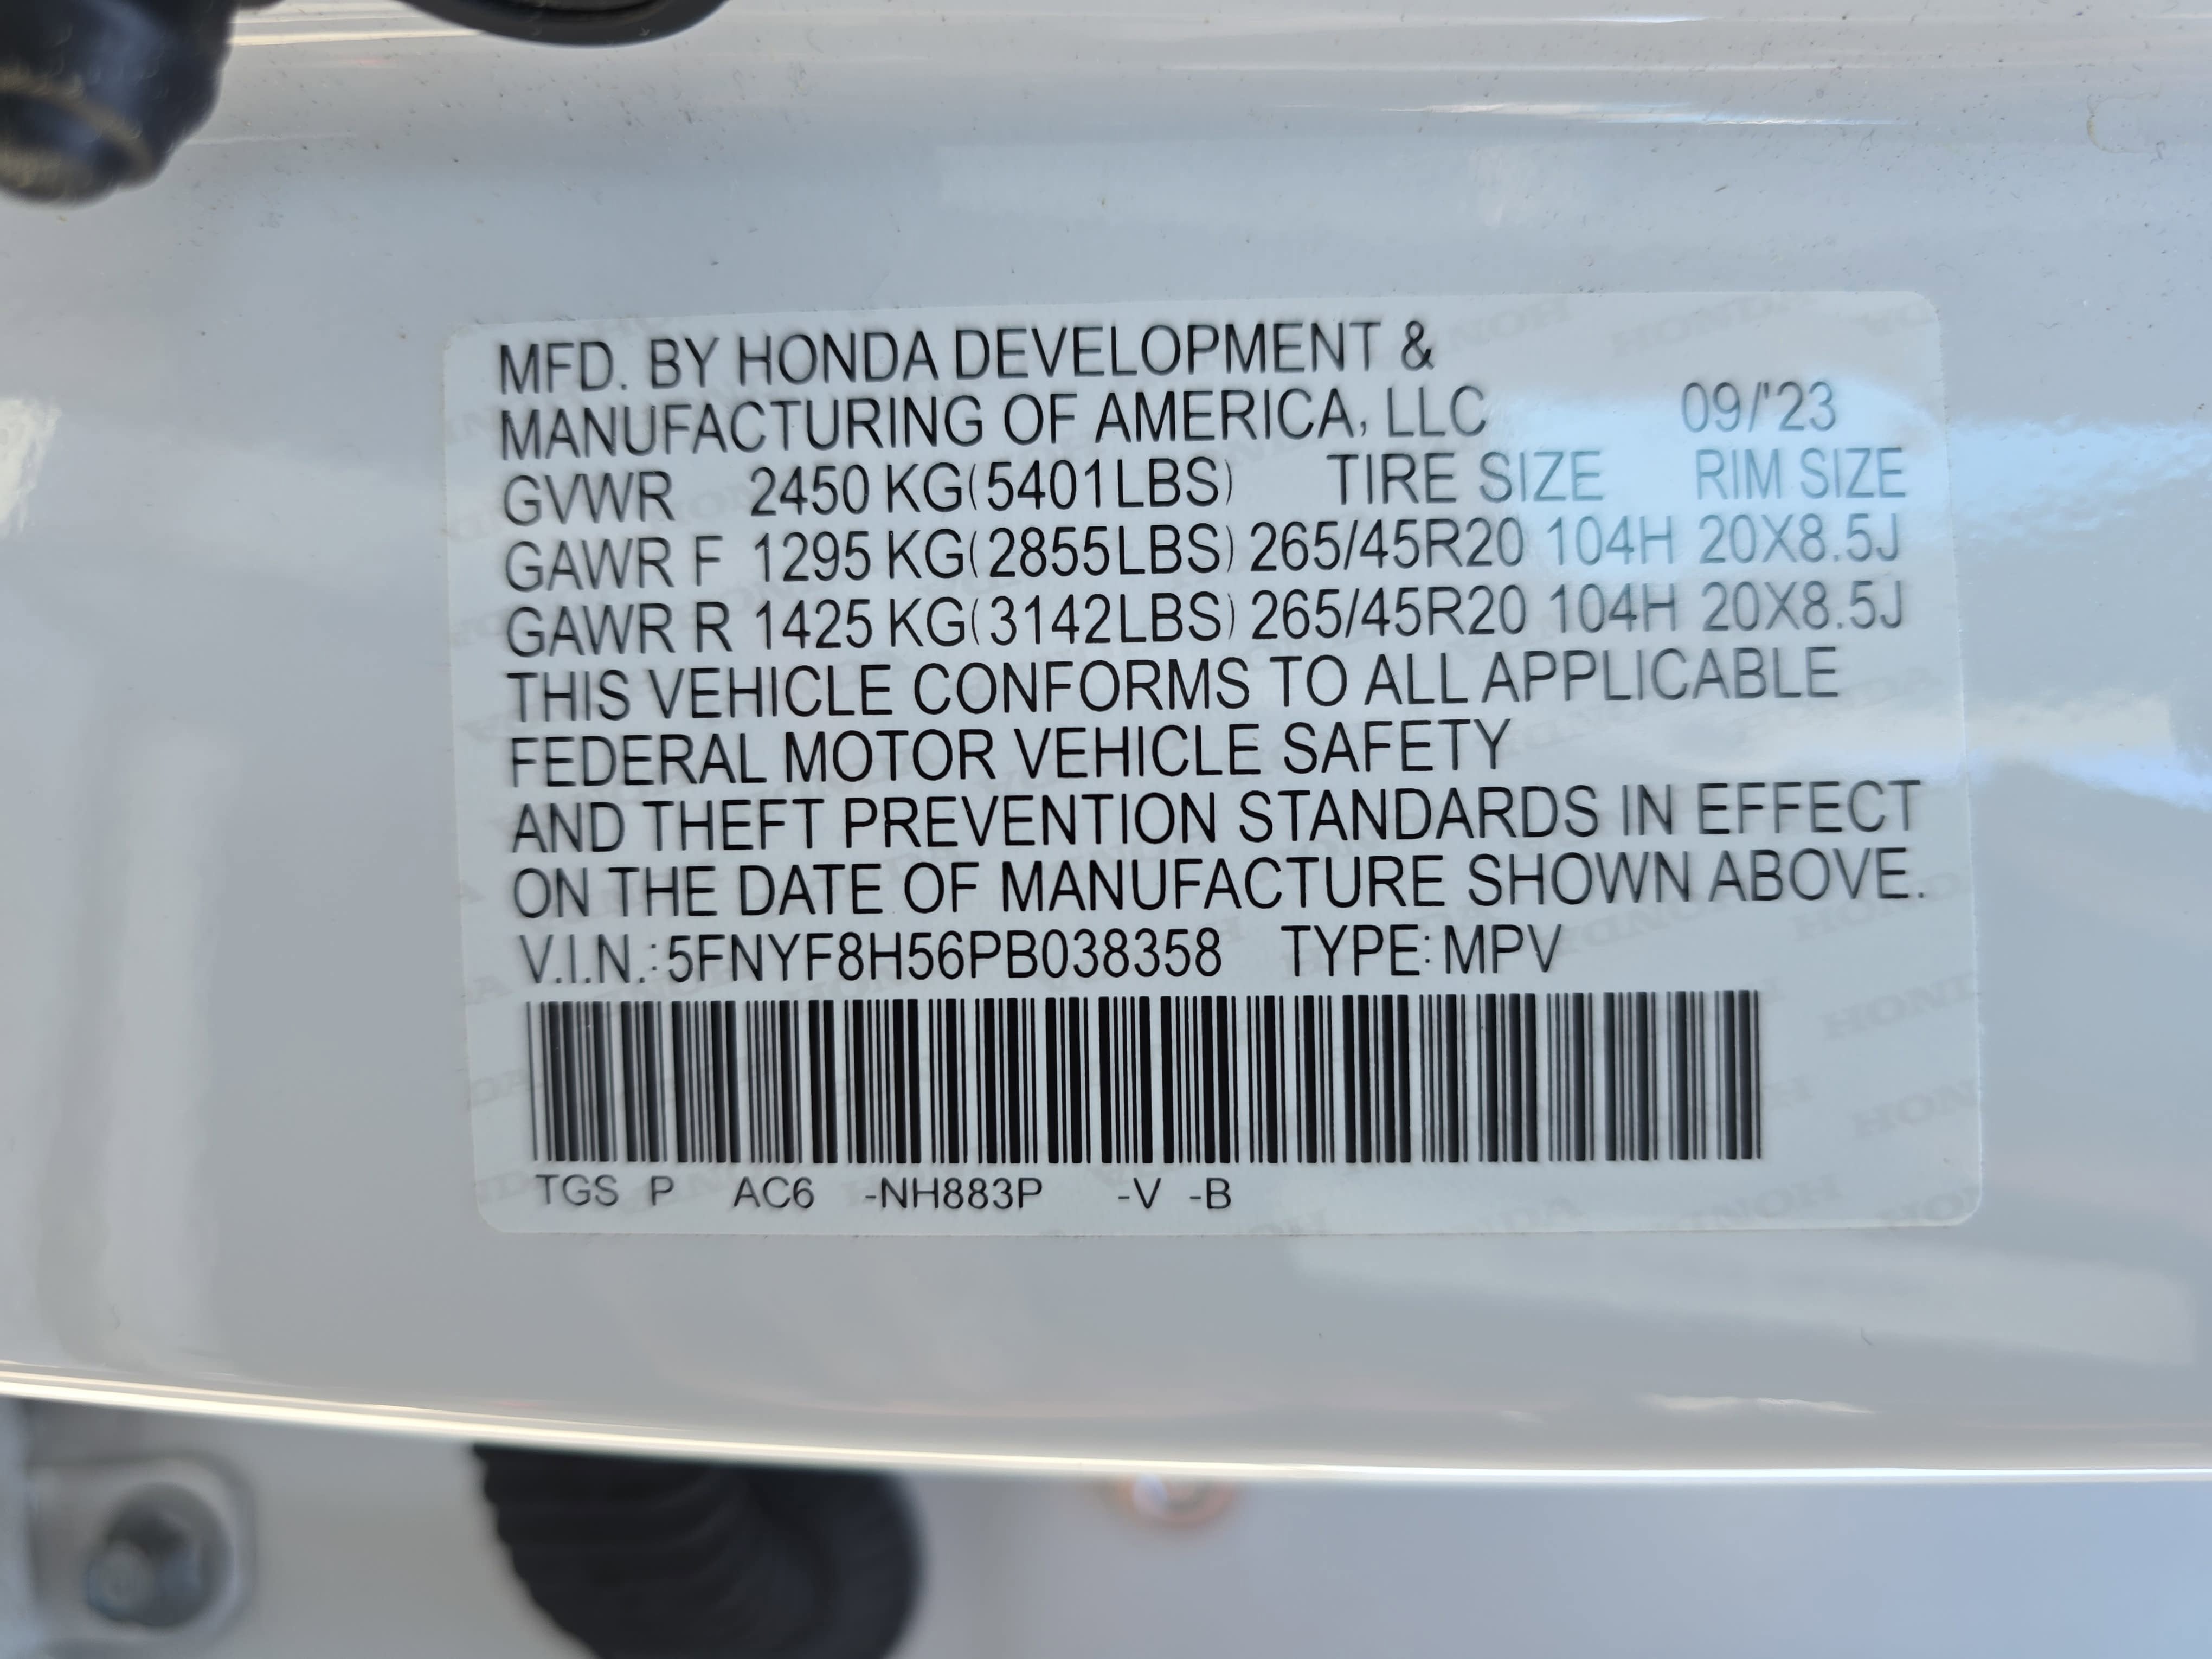 MFD. BY HONDA DEVELOPMENT &
MANUFACTURING OF AMERICA, LLC 09/'23
GVWR 2450 KG(5401LBS) TIRE SIZE RIM SIZE
GAWR F 1295 KG(2855LBS) 265/45R20 104H 20X8.5J
GAWR R 1425 KG(3142LBS) 265/45R20 104H 20X8.5J
THIS VEHICLE CONFORMS TO ALL APPLICABLE
FEDERAL MOTOR VEHICLE SAFETY
AND THEFT PREVENTION STANDARDS IN EFFECT
ON THE DATE OF MANUFACTURE SHOWN ABOVE.
V.I.N.: 5FNYF8H56PB038358 TYPE: MPV
TGS P AC6 -NH883P -V -B